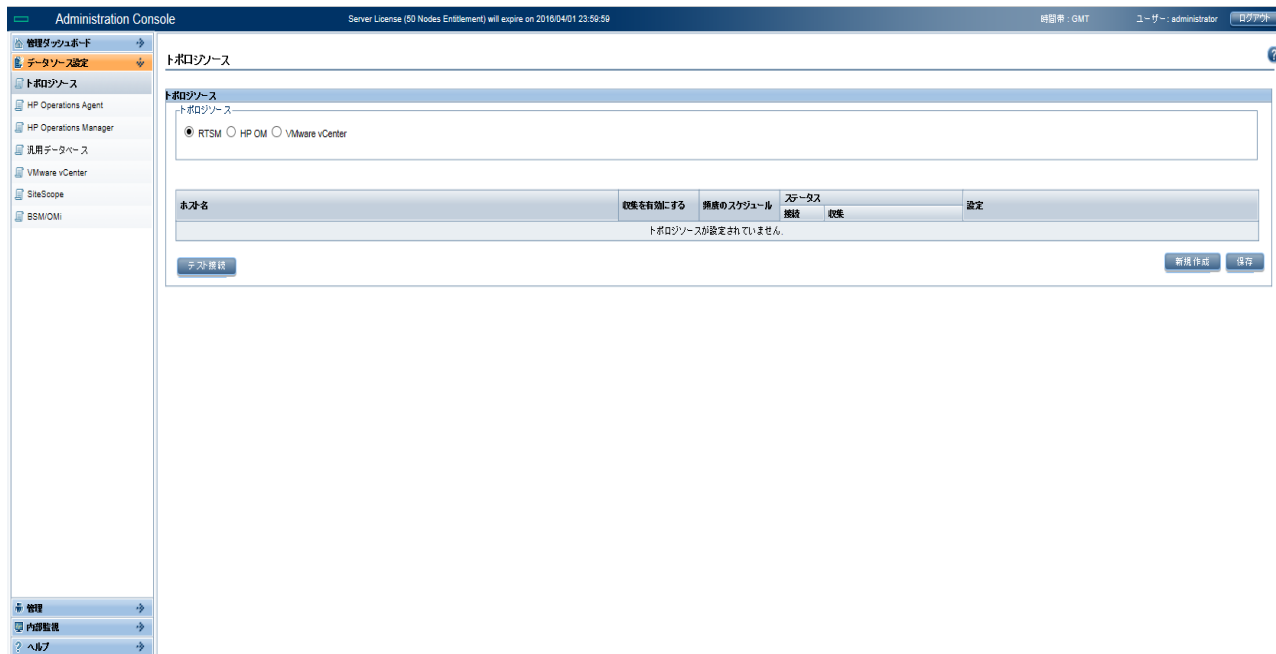 Administration Console
Server License (50 Nodes Entitlement) will expire on 2016/04/01 23:59:59
時間帯 : GMT
ユーザー : administrator
ログアウト
管理ダッシュボード
データソース設定
トポロジソース
HP Operations Agent
HP Operations Manager
汎用データベース
VMware vCenter
SiteScope
BSM/OMi
管理
内部監視
? ヘルプ
トポロジソース
?
トポロジソース
トポロジソース
RTSM HP OM VMware vCenter
ホスト名
収集を有効にする
頻度のスケジュール
ステータス
接続
収集
設定
トポロジソースが設定されていません.
テスト接続
新規作成
保存